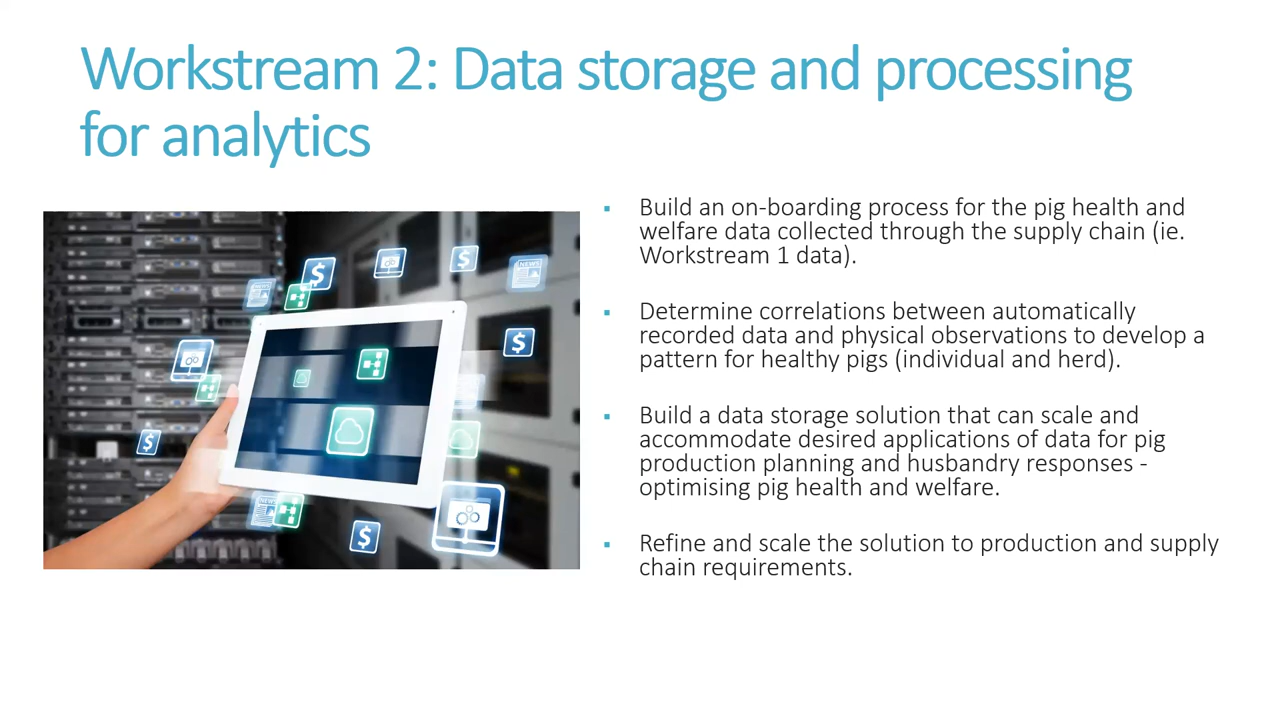 Workstream 2: Data storage and processing
for analytics
▪ Build an on-boarding process for the pig health and
welfare data collected through the supply chain (ie.
Workstream 1 data).
▪ Determine correlations between automatically
recorded data and physical observations to develop a
pattern for healthy pigs (individual and herd).
▪ Build a data storage solution that can scale and
accommodate desired applications of data for pig
production planning and husbandry responses -
optimising pig health and welfare.
▪ Refine and scale the solution to production and supply
chain requirements.
$
$
NEWS
NEWS
$
$
NEWS
$